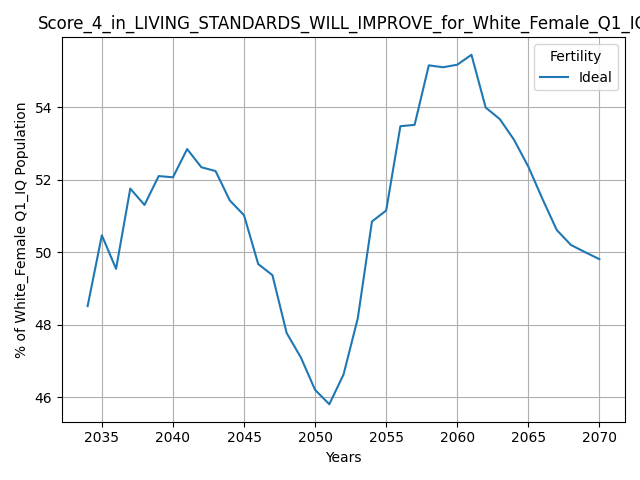 Score_4_in_LIVING_STANDARDS_WILL_IMPROVE_for_White_Female_Q1_IQ
Fertility
Ideal
% of White_Female Q1_IQ Population
54
52
50
48
46
2035 2040 2045 2050 2055 2060 2065 2070
Years